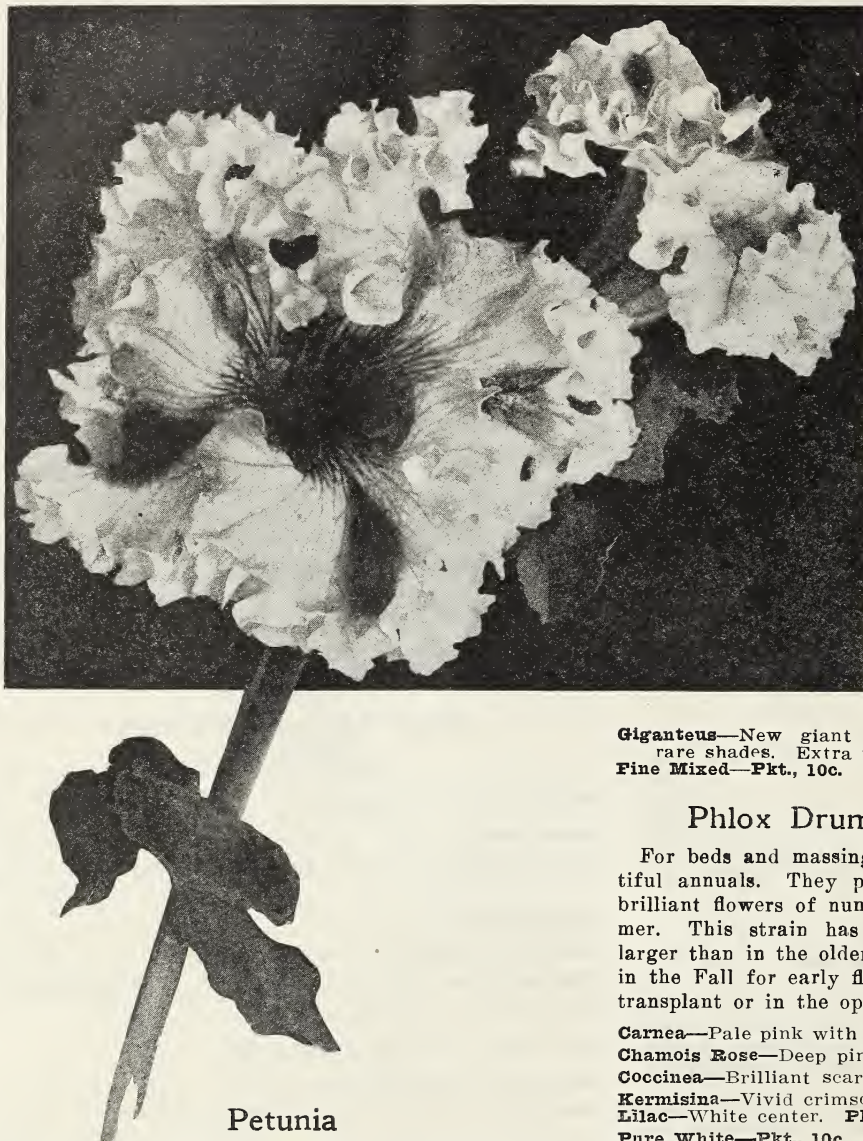 Giganteus—New giant
rare shades. Extra
Fine Mixed—Pkt., 10c.
Phlox Drum
For beds and massing
tiful annuals. They p
brilliant flowers of num
mer. This strain has
larger than in the older
in the Fall for early fl
transplant or in the op
Carnea—Pale pink with
Chamois Rose—Deep pin
Coccinea—Brilliant scar
Kermisina—Vivid crimso
Lilac—White center. P
Pure White—Pkt. 10c
Petunia